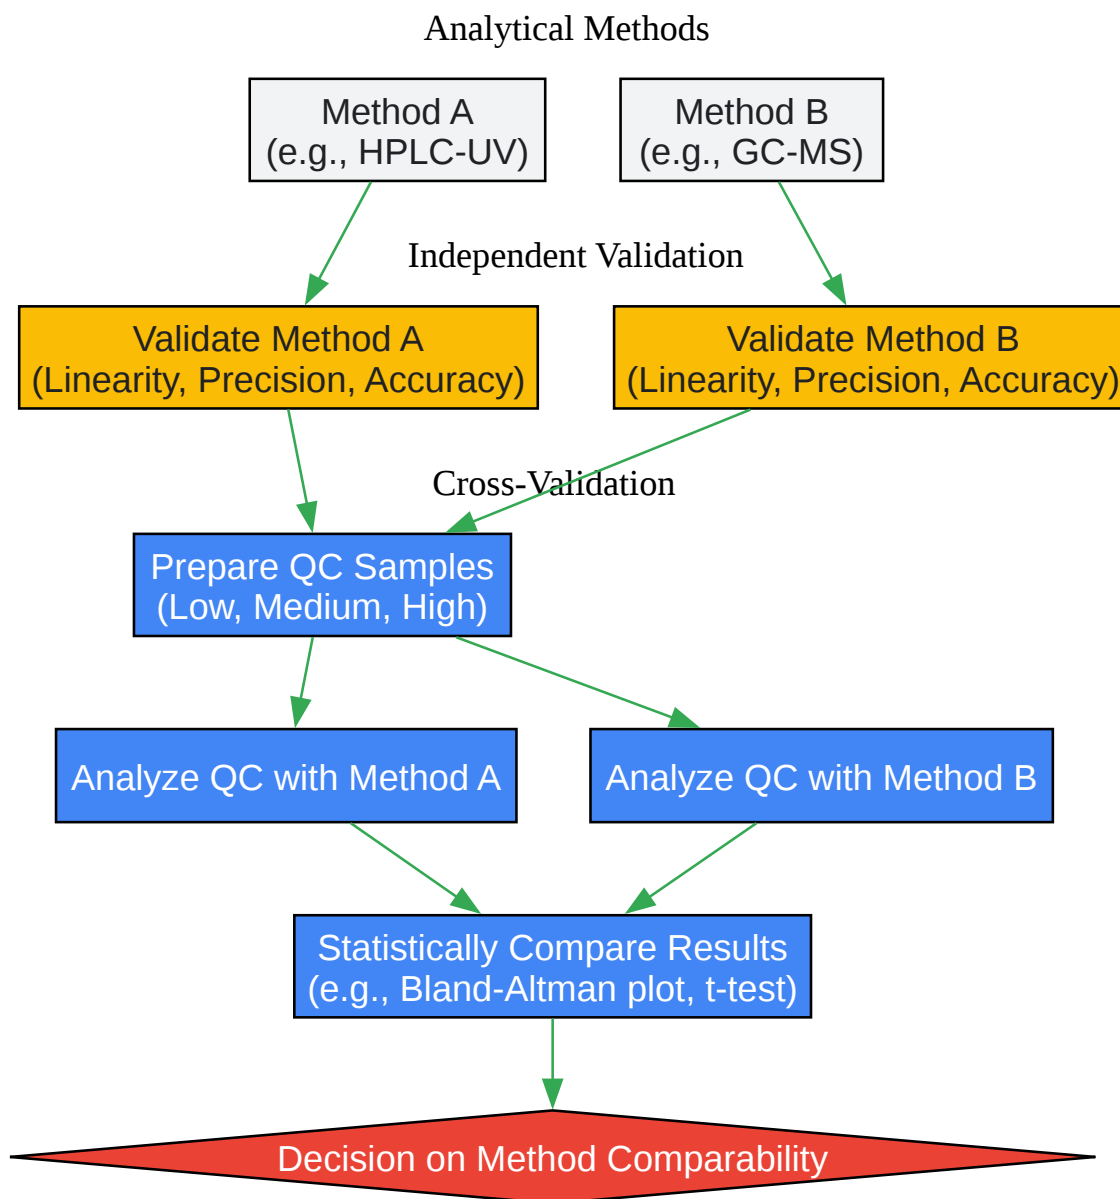 Analytical Methods
Method A
(e.g., HPLC-UV)
Method B
(e.g., GC-MS)
Independent Validation
Validate Method A
(Linearity, Precision, Accuracy)
Validate Method B
(Linearity, Precision, Accuracy)
Cross-Validation
Prepare QC Samples
(Low, Medium, High)
Analyze QC with Method A
Analyze QC with Method B
Statistically Compare Results
(e.g., Bland-Altman plot, t-test)
Decision on Method Comparability